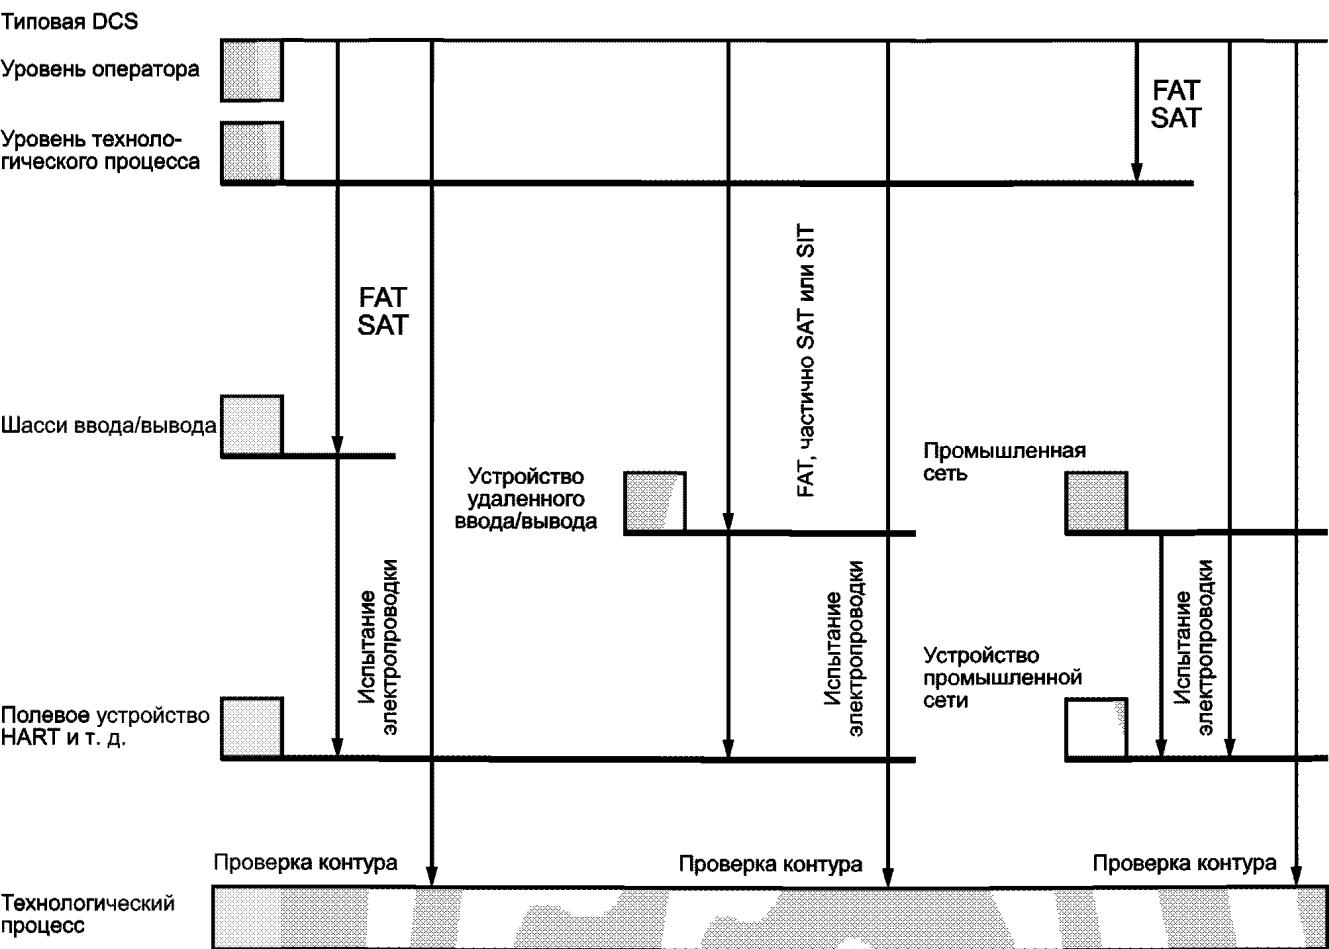 Типовая DCS
Уровень оператора
FAT
SAT
Уровень техноло-
гического процесса
FAT
SAT
FAT, частично SAT или SIT
Шасси ввода/вывода
Устройство
удаленного
ввода/вывода
Промышленная
сеть
Испытание
электропроводки
Испытание
электропроводки
Испытание
электропроводки
Устройство
промышленной
сети
Полевое устройство
HART и т. д.
Проверка контура
Проверка контура
Проверка контура
Технологический
процесс